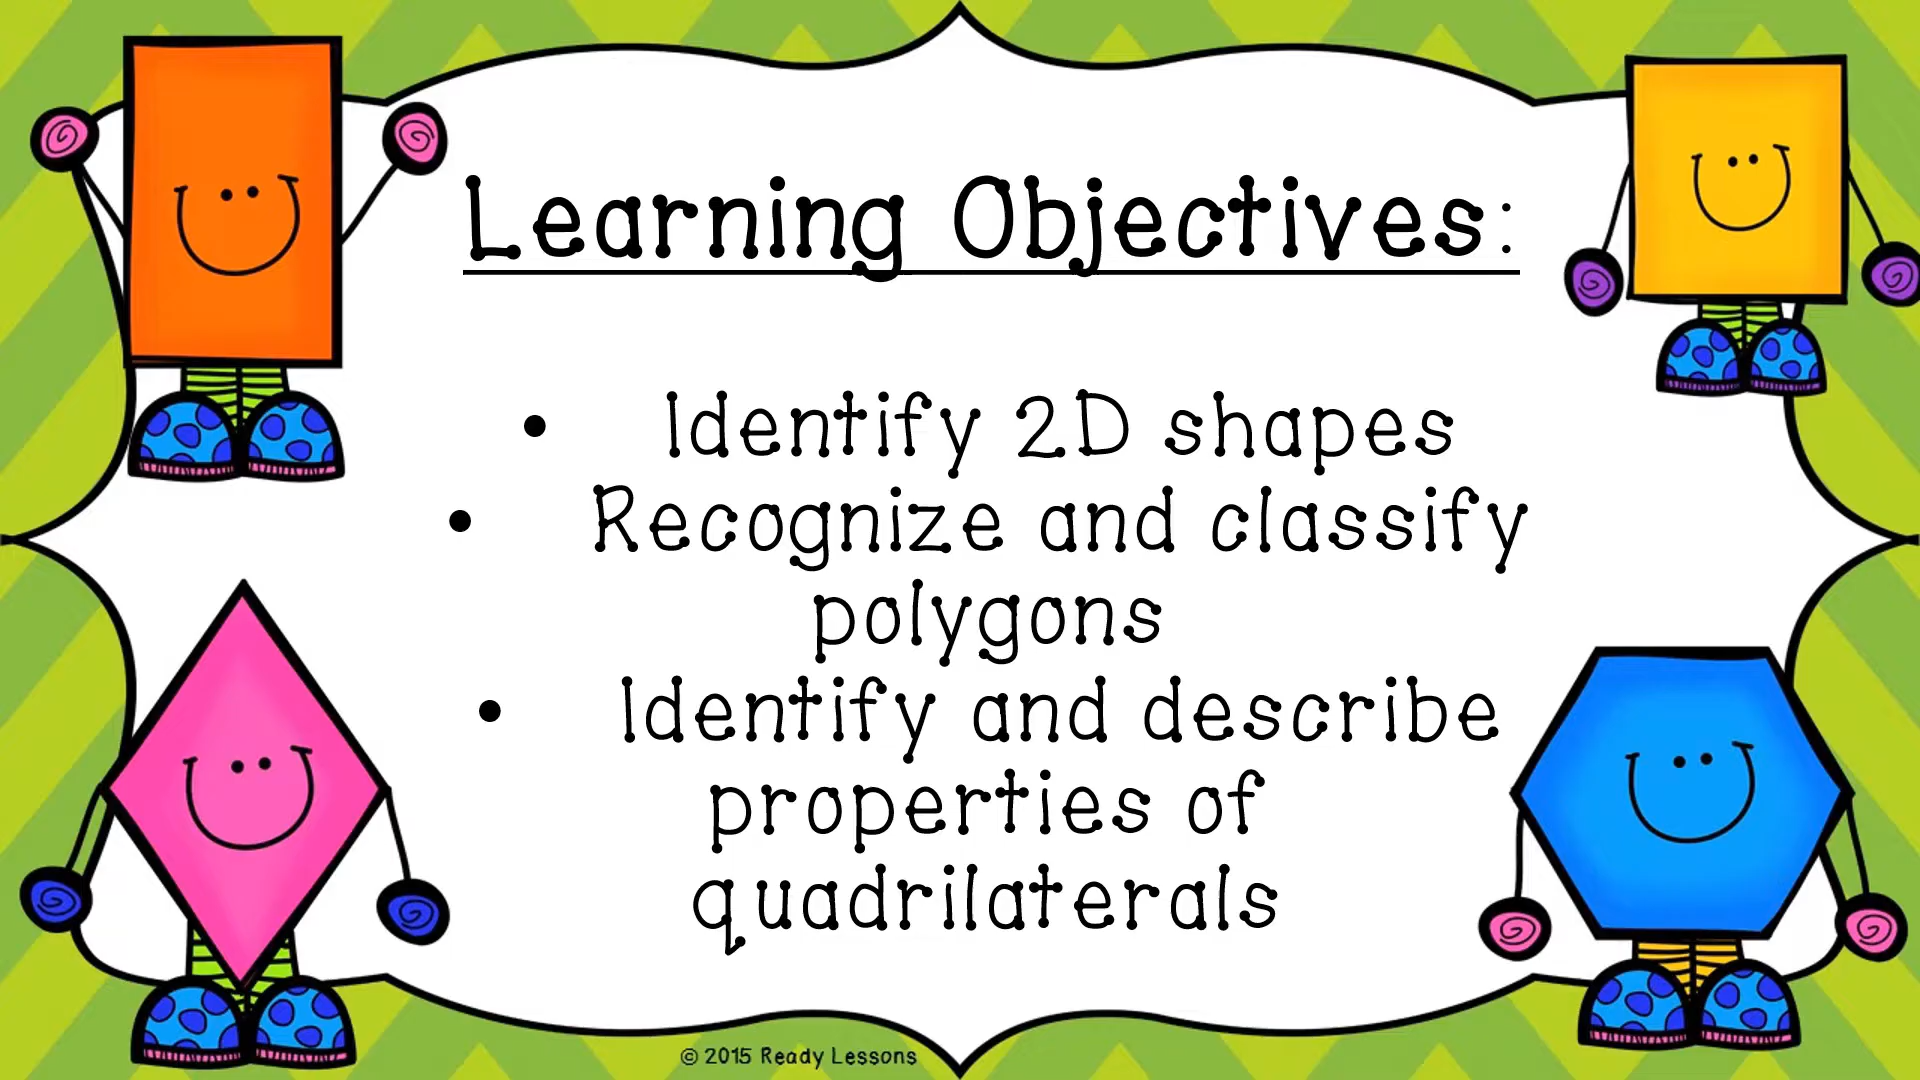 Learning Objectives:
• Identify 2D shapes
• Recognize and classify
polygons
• Identify and describe
properties of
quadrilaterals
© 2015 Ready Lessons